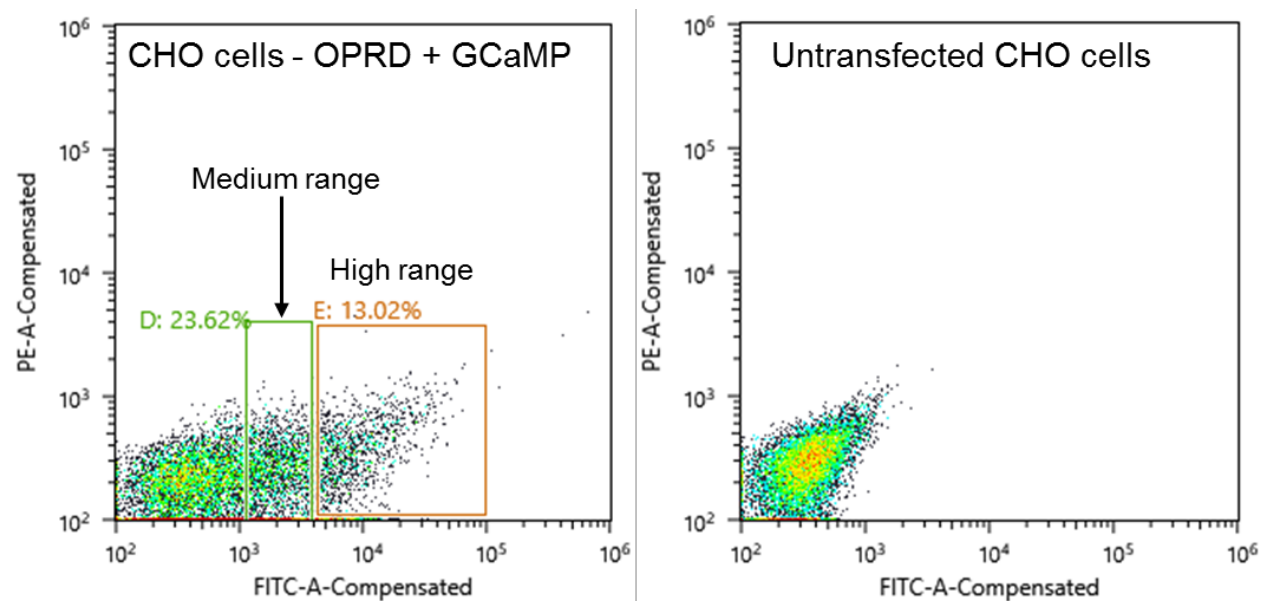 CHO cells - OPRD + GCaMP
Medium range
High range
D: 23.62%
E: 13.02%
PE-A-Compensated
10⁶
10⁵
10⁴
10³
10²
10² 10³ 10⁴ 10⁵ 10⁶
FITC-A-Compensated
Untransfected CHO cells
PE-A-Compensated
10⁶
10⁵
10⁴
10³
10²
10² 10³ 10⁴ 10⁵ 10⁶
FITC-A-Compensated